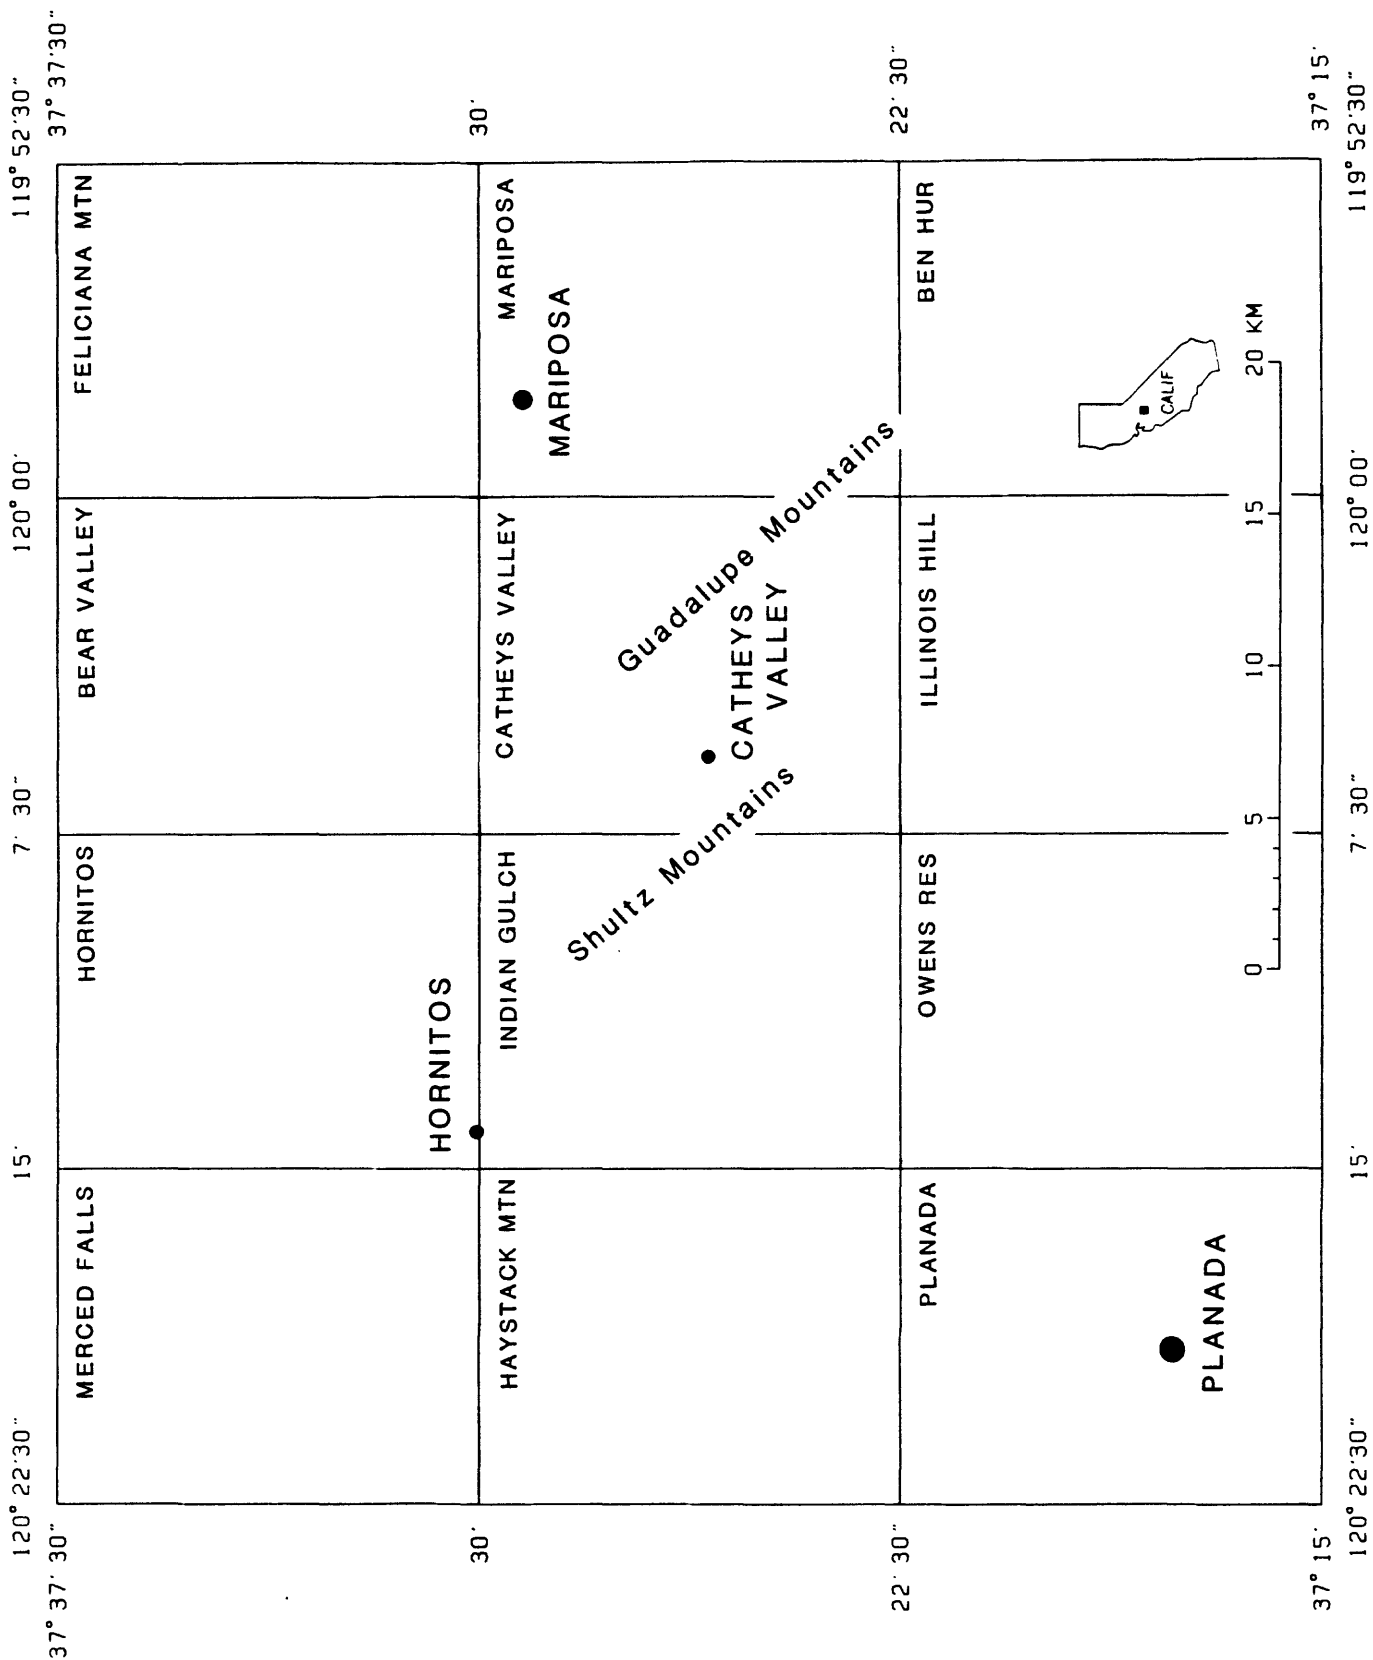 120° 22'30"
15'
7' 30"
120° 00'
119° 52'30"
37° 37' 30"
37° 37'30"
MERCED FALLS
HORNITOS
BEAR VALLEY
FELICIANA MTN
HORNITOS
30'
30'
HAYSTACK MTN
INDIAN GULCH
CATHEYS VALLEY
MARIPOSA
MARIPOSA
Shultz Mountains
Guadalupe Mountains
CATHEYS
VALLEY
22' 30"
22' 30"
PLANADA
OWENS RES
ILLINOIS HILL
BEN HUR
CALIF
PLANADA
0 5 10 15 20 KM
37° 15'
37° 15'
120° 22'30"
15'
7' 30"
120° 00'
119° 52'30"